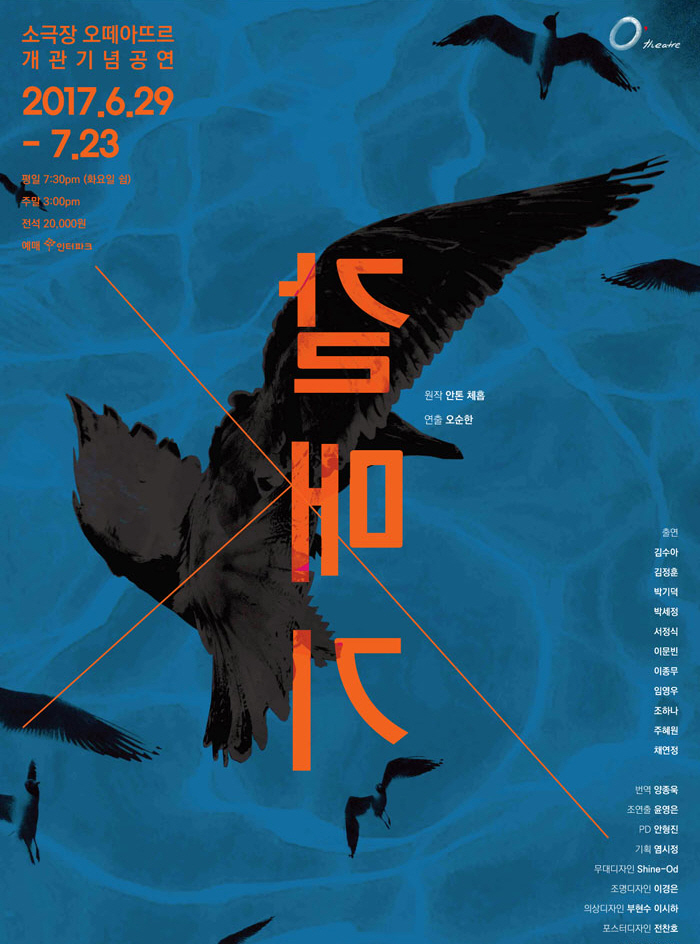 소극장 오떼아뜨르
개관기념공연
2017.6.29
- 7.23
평일 7:30pm (화요일 쉼)
주말 3:00pm
전석 20,000원
예매 인터파크
O theatre
갈매기
원작 안톤 체홉
연출 오순한
출연
김수아
김정훈
박기덕
박세정
서정식
이문빈
이종무
임영우
조하나
주혜원
채연정
번역 양종욱
조연출 윤영은
PD 안형진
기획 염시정
무대디자인 Shine-Od
조명디자인 이경은
의상디자인 부현수 이시하
포스터디자인 전찬호